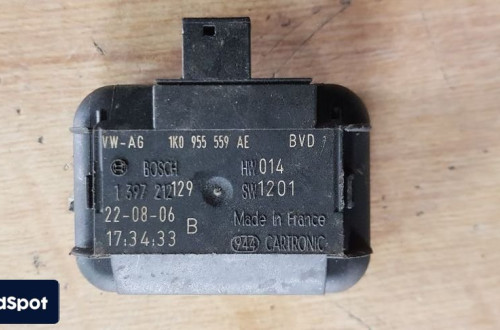 VW-AG 1K0 955 559 AE BVD
BOSCH HW 014
1 397 212 129 SW 1201
22-08-06 B Made in France
17:34:33 CARTRONIC
dSpot